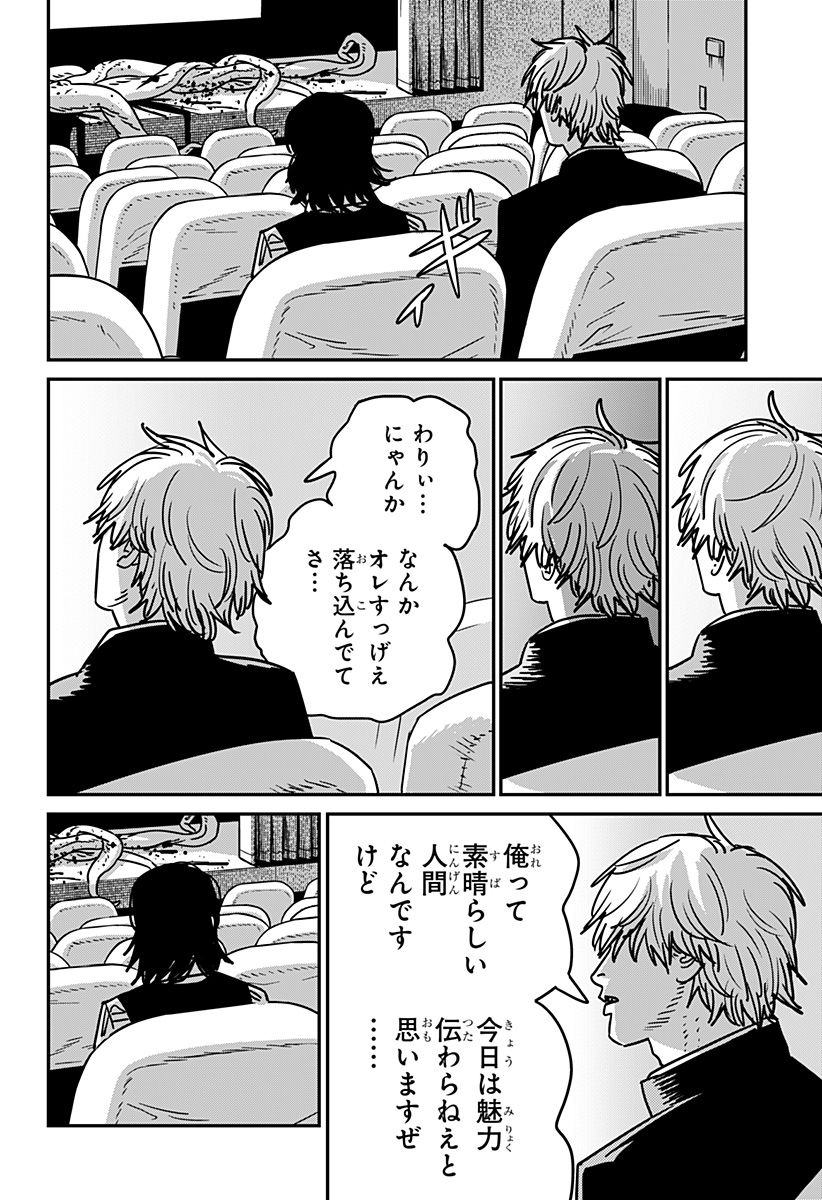 ギィ
わりぃ…
にゃんか
なんか
オレすっげえ
落ち込んでて
さ…
俺って
素晴らしい
人間
なんです
けど
今日は魅力
伝わらねえと
思いますぜ
……